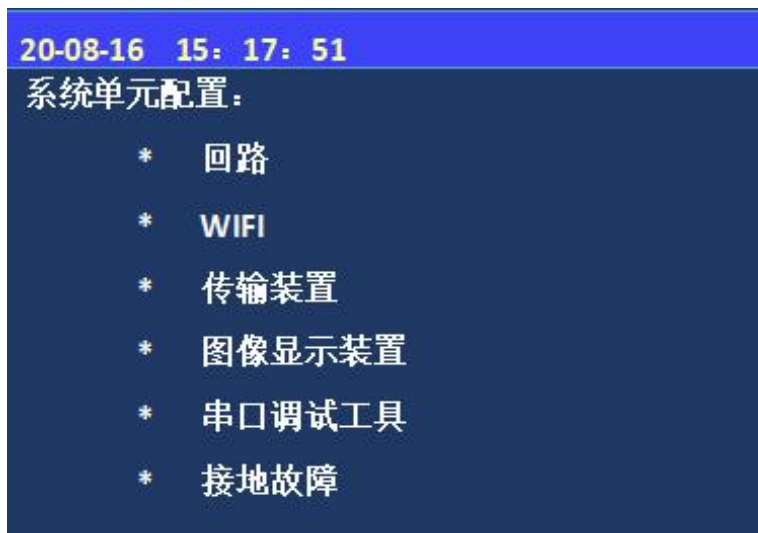 20-08-16 15：17：51
系统单元配置：
* 回路
* WIFI
* 传输装置
* 图像显示装置
* 串口调试工具
* 接地故障